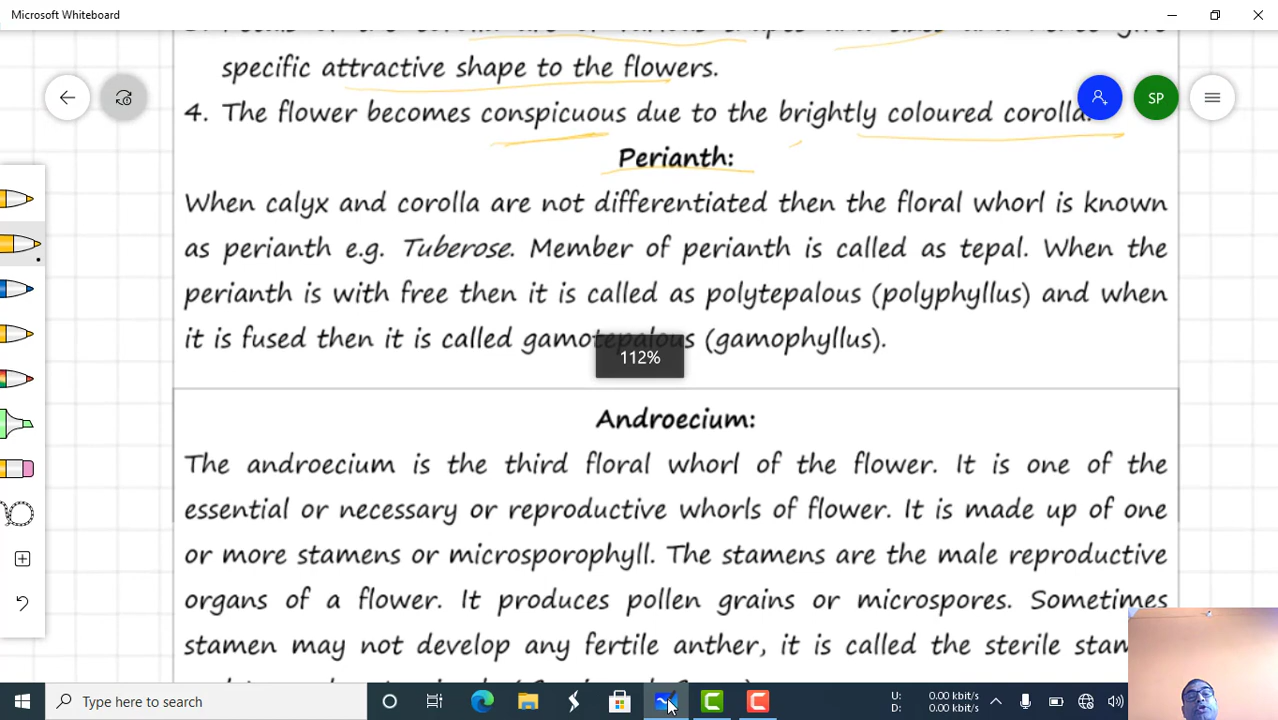 Microsoft Whiteboard
specific attractive shape to the flowers.
4. The flower becomes conspicuous due to the brightly coloured corolla.
SP
Perianth:
When calyx and corolla are not differentiated then the floral whorl is known
as perianth e.g. Tuberose. Member of perianth is called as tepal. When the
perianth is with free then it is called as polytepalous (polyphyllus) and when
it is fused then it is called gamotepalous (gamophyllus).
112%
Androecium:
The androecium is the third floral whorl of the flower. It is one of the
essential or necessary or reproductive whorls of flower. It is made up of one
or more stamens or microsporophyll. The stamens are the male reproductive
organs of a flower. It produces pollen grains or microspores. Sometimes
stamen may not develop any fertile anther, it is called the sterile
Type here to search
U: 0.00 kbit/s
D: 0.00 kbit/s